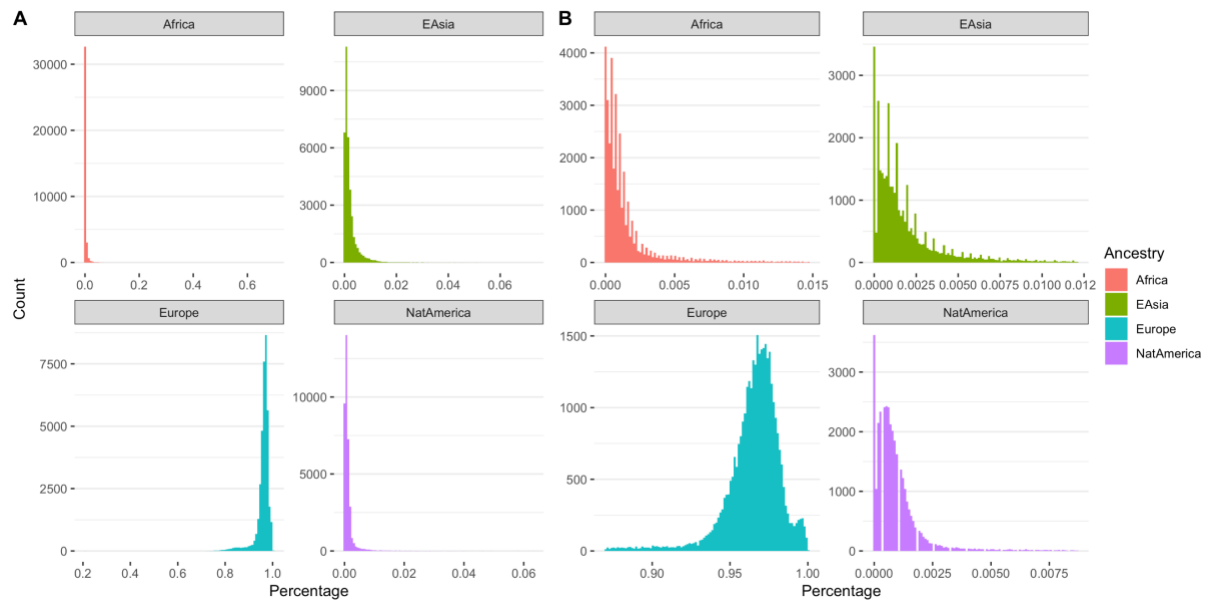 A
B
Africa
EAsia
Africa
EAsia
30000
20000
10000
0
0.0 0.2 0.4 0.6
9000
6000
3000
0
0.00 0.02 0.04 0.06
4000
3000
2000
1000
0
0.000 0.005 0.010 0.015
3000
2000
1000
0
0.0000 0.0025 0.0050 0.0075 0.0100 0.012
Count
Europe
NatAmerica
Europe
NatAmerica
7500
5000
2500
0
0.2 0.4 0.6 0.8 1.0
10000
5000
0
0.00 0.02 0.04 0.06
1500
1000
500
0
0.90 0.95 1.00
3000
2000
1000
0
0.0000 0.0025 0.0050 0.0075
Percentage
Percentage
Ancestry
Africa
EAsia
Europe
NatAmerica